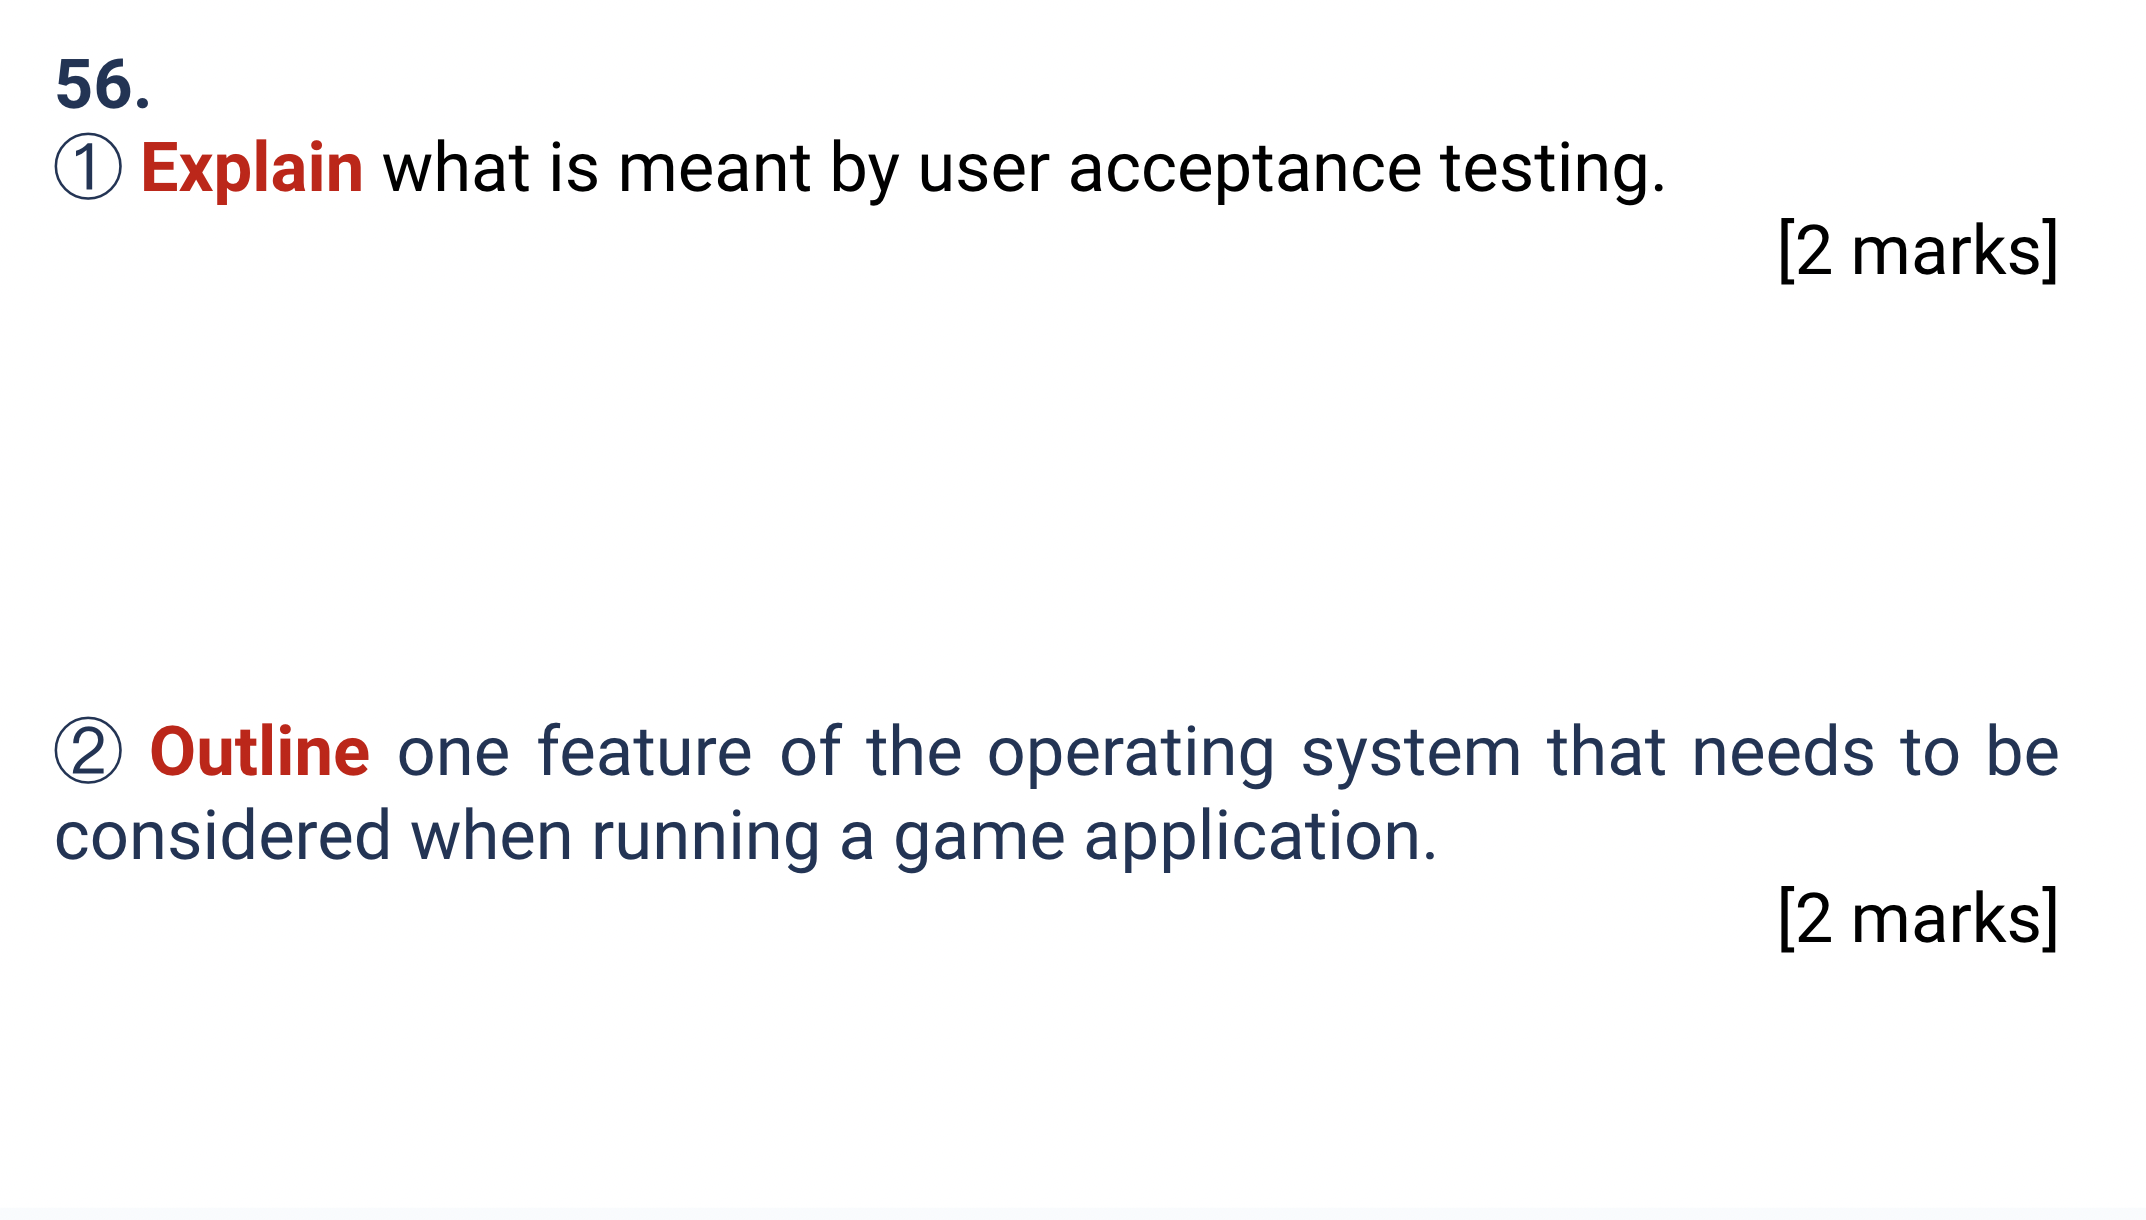 56.
① Explain what is meant by user acceptance testing.
[2 marks]
② Outline one feature of the operating system that needs to be
considered when running a game application.
[2 marks]